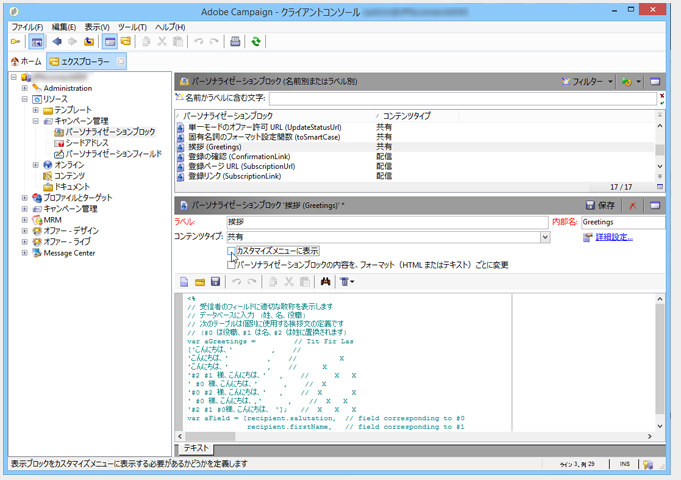 Adobe Campaign - クライアントコンソール
ファイル(F) 編集(E) 表示(V) ツール(T) ヘルプ(H)
ホーム エクスプローラー
Administration
リソース
テンプレート
キャンペーン管理
パーソナライゼーションブロック
シードアドレス
パーソナライゼーションフィールド
オンライン
コンテンツ
ドキュメント
プロファイルとターゲット
キャンペーン管理
MRM
オファー - デザイン
オファー - ライブ
Message Center
パーソナライゼーションブロック (名前別またはラベル別) フィルター
名前かラベルに含む文字:
パーソナライゼーションブロック コンテンツタイプ
単一モードのオファー許可 URL (UpdateStatusUrl) 共有
固有名詞のフォーマット設定関数 (toSmartCase) 共有
挨拶 (Greetings) 共有
登録の確認 (ConfirmationLink) 配信
登録ページ URL (SubscriptionUrl) 配信
登録リンク (SubscriptionLink) 配信
17 / 17
パーソナライゼーションブロック '挨拶 (Greetings)' * 保存
ラベル: 挨拶 内部名: Greetings
コンテンツタイプ: 共有 詳細設定...
カスタマイズメニューに表示
パーソナライゼーションブロックの内容を、フォーマット（HTML またはテキスト）ごとに変更
<%
// 受信者のフィールドに適切な敬称を表示します
// データベースに入力 (姓、名、役職)
// 次のテーブルは個別に使用する挨拶文の定義です
// (#0 は役職、#1 は名、#2 は姓に置換されます)
var aGreetings = // Tit Fir Las
['こんにちは、' , //
'こんにちは、' , // X
'こんにちは、' , // X
'#2 #1 様、こんにちは、' , // X X
' #0 様、こんにちは、' , // X
'#0 #2 様、こんにちは、' , // X X
' #0 様、こんにちは、,' , // X X
'#2 #1 #0様、こんにちは、 ']; // X X X
var aField = [recipient.salutation, // field corresponding to #0
recipient.firstName, // field corresponding to #1
テキスト
表示ブロックをカスタマイズメニューに表示する必要があるかどうかを定義します ライン 3, 列 29 INS